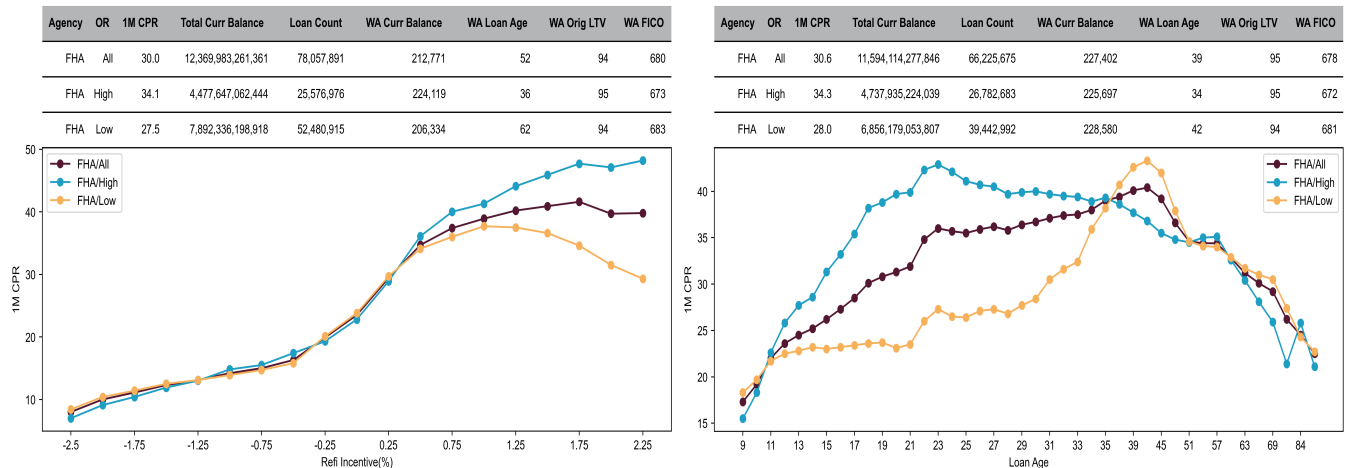 Agency OR 1M CPR Total Curr Balance Loan Count WA Curr Balance WA Loan Age WA Orig LTV WA FICO
FHA All 30.0 12,369,983,261,361 78,057,891 212,771 52 94 680
FHA High 34.1 4,477,647,062,444 25,576,976 224,119 36 95 673
FHA Low 27.5 7,892,336,198,918 52,480,915 206,334 62 94 683
FHA/All
FHA/High
FHA/Low
50
40
30
20
10
1M CPR
-2.5 -1.75 -1.25 -0.75 -0.25 0.25 0.75 1.25 1.75 2.25
Refi Incentive(%)
Agency OR 1M CPR Total Curr Balance Loan Count WA Curr Balance WA Loan Age WA Orig LTV WA FICO
FHA All 30.6 11,594,114,277,846 66,225,675 227,402 39 95 678
FHA High 34.3 4,737,935,224,039 26,782,683 225,697 34 95 672
FHA Low 28.0 6,856,179,053,807 39,442,992 228,580 42 94 681
FHA/All
FHA/High
FHA/Low
40
35
30
25
20
15
1M CPR
9 11 13 15 17 19 21 23 25 27 29 31 33 35 39 45 51 57 63 69 84
Loan Age